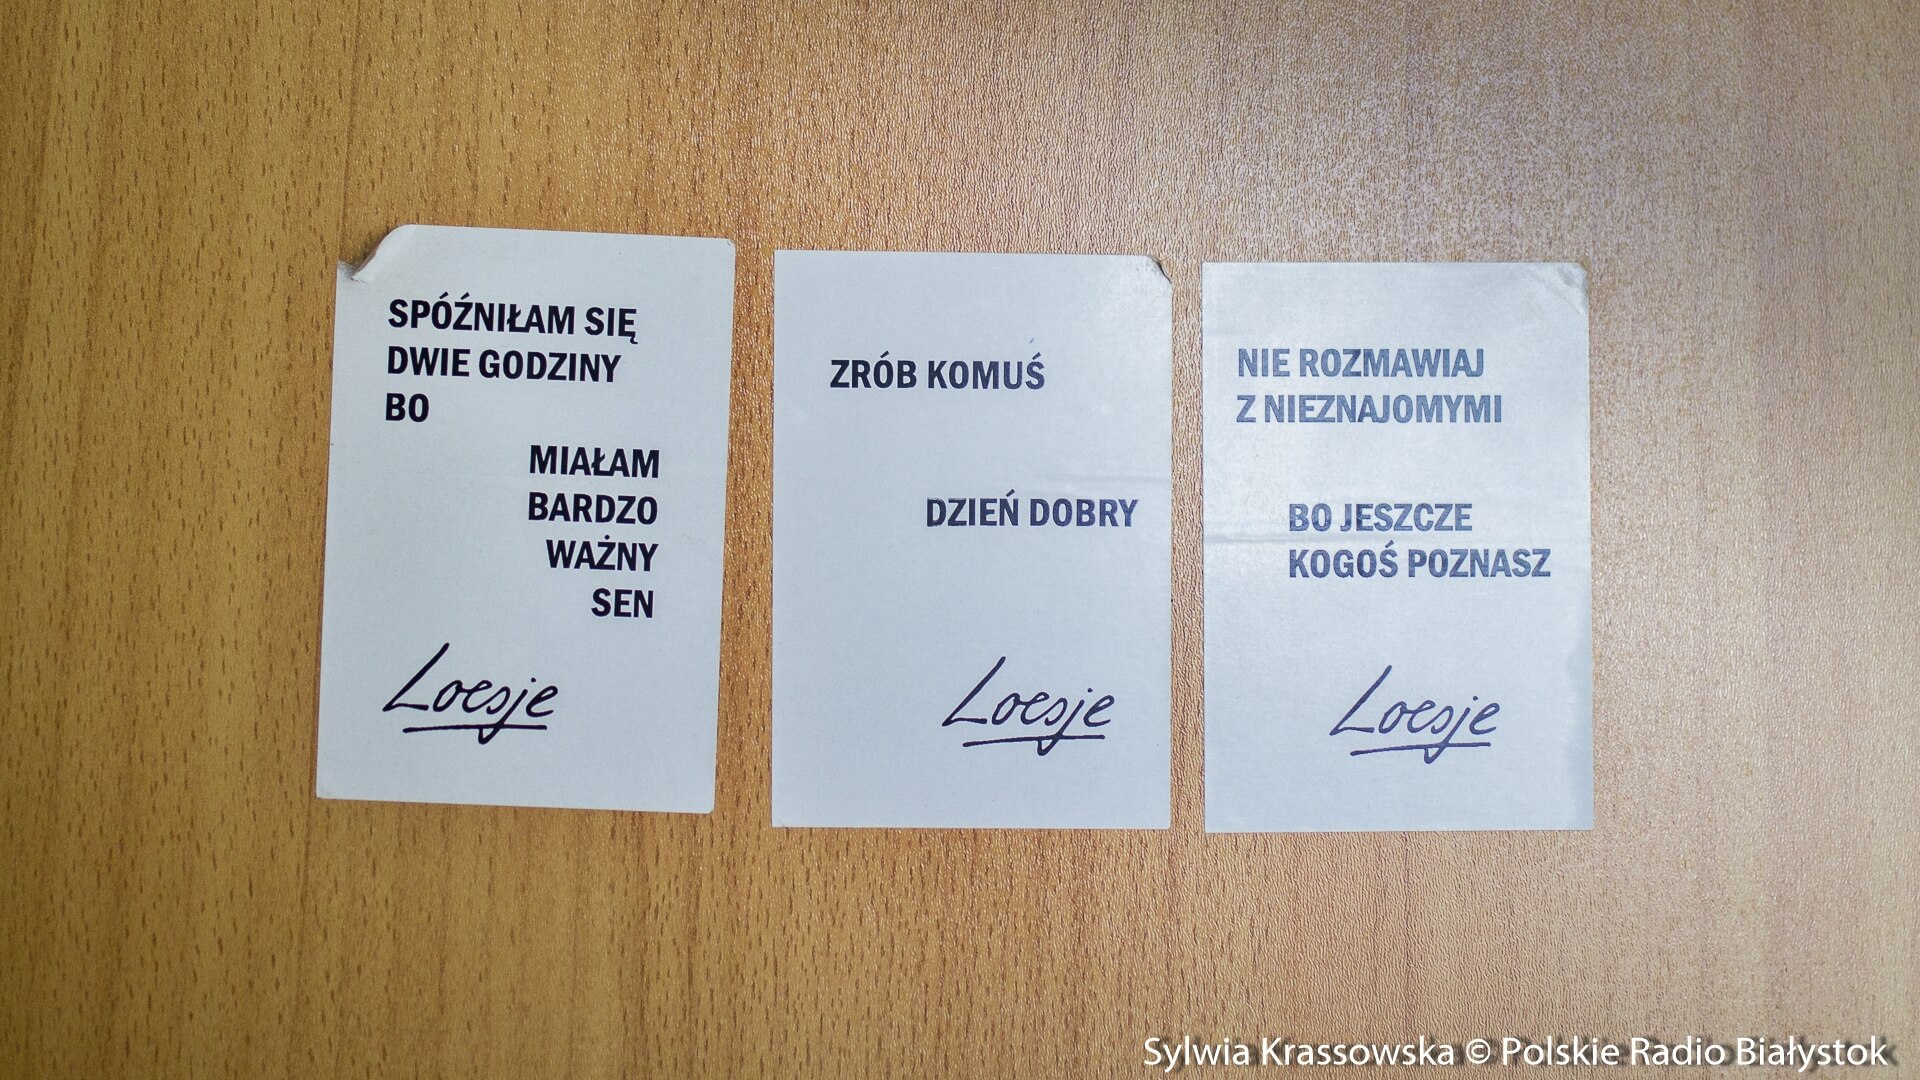 SPÓŹNIŁAM SIĘ
DWIE GODZINY
BO
MIAŁAM
BARDZO
WAŻNY
SEN
Loesje
ZRÓB KOMUŚ
DZIEŃ DOBRY
Loesje
NIE ROZMAWIAJ
Z NIEZNAJOMYMI
BO JESZCZE
KOGOŚ POZNASZ
Loesje
Sylwia Krassowska © Polskie Radio Białystok